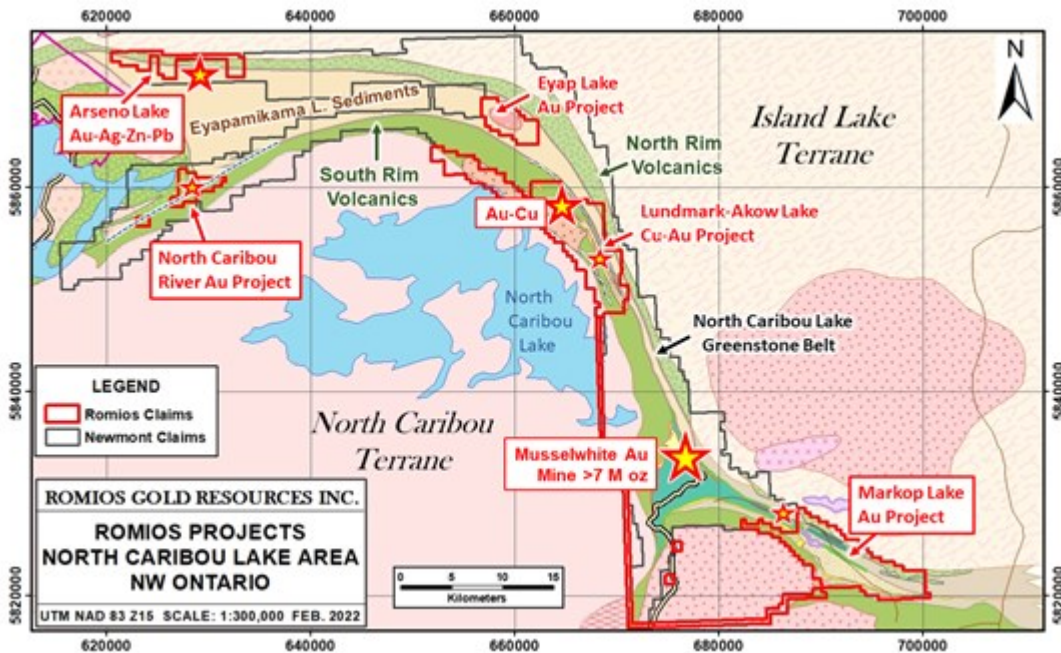 620000 640000 660000 680000 700000
N
Arseno Lake
Au-Ag-Zn-Pb
Eyapamikama L. Sediments
Eyap Lake
Au Project
Island Lake
Terrane
North Rim
Volcanics
South Rim
Volcanics
5860000
5860000
Au-Cu
Lundmark-Akow Lake
Cu-Au Project
North Caribou
River Au Project
North
Caribou
Lake
North Caribou Lake
Greenstone Belt
5840000
5840000
LEGEND
Romios Claims
Newmont Claims
North Caribou
Terrane
Musselwhite Au
Mine >7 M oz
Markop Lake
Au Project
ROMIOS GOLD RESOURCES INC.
ROMIOS PROJECTS
NORTH CARIBOU LAKE AREA
NW ONTARIO
UTM NAD 83 Z15 SCALE: 1:300,000 FEB. 2022
0 5 10 15
Kilometers
5820000
5820000
620000 640000 660000 680000 700000